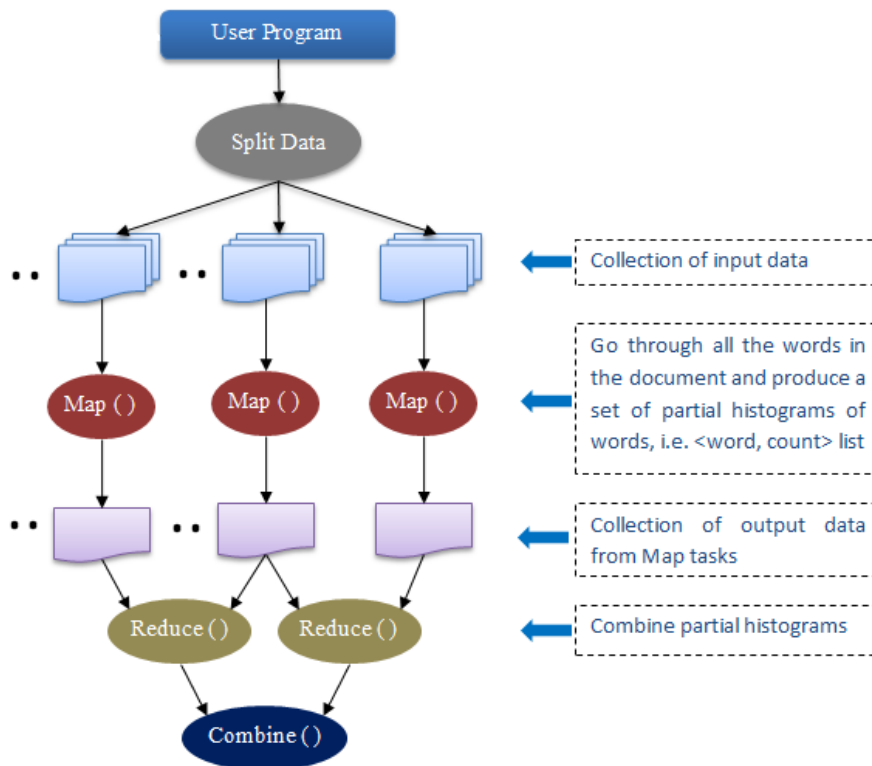 User Program
Split Data
Collection of input data
Go through all the words in
the document and produce a
set of partial histograms of
words, i.e. <word, count> list
Map ( )
Map ( )
Map ( )
Collection of output data
from Map tasks
Reduce ( )
Reduce ( )
Combine partial histograms
Combine ( )